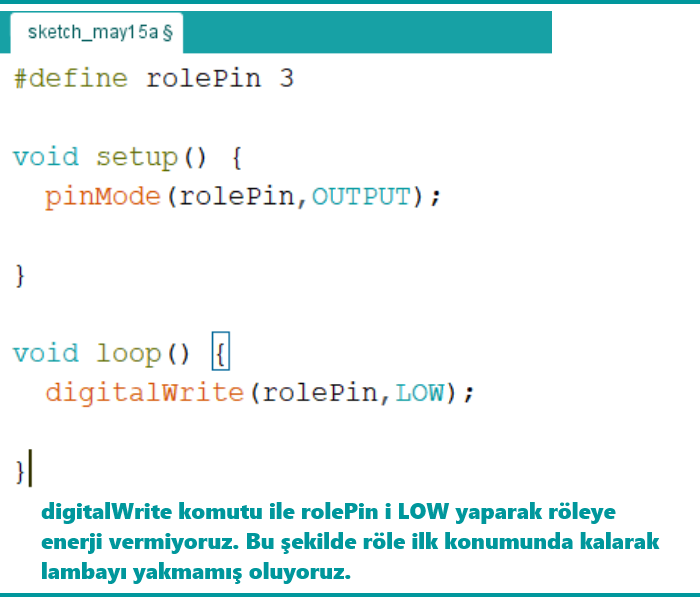 sketch_may15a §
#define rolePin 3
void setup() {
pinMode(rolePin,OUTPUT);
}
void loop() {
digitalWrite(rolePin,LOW);
}
digitalWrite komutu ile rolePin i LOW yaparak röleye
enerji vermiyoruz. Bu şekilde röle ilk konumunda kalarak
lambayı yakmamış oluyoruz.